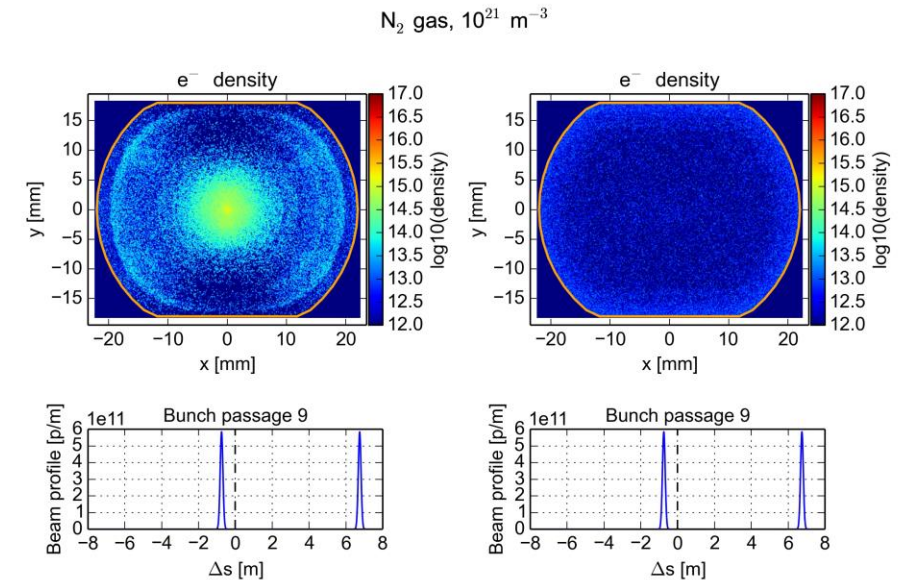 N₂ gas, 10²¹ m⁻³
e⁻ density
17.0
16.5
16.0
15.5
15.0
14.5
14.0
13.5
13.0
12.5
12.0
log10(density)
15
10
5
0
−5
−10
−15
y [mm]
−20 −10 0 10 20
x [mm]
e⁻ density
17.0
16.5
16.0
15.5
15.0
14.5
14.0
13.5
13.0
12.5
12.0
log10(density)
15
10
5
0
−5
−10
−15
y [mm]
−20 −10 0 10 20
x [mm]
1e11 Bunch passage 9
6
5
4
3
2
1
0
Beam profile [p/m]
−8 −6 −4 −2 0 2 4 6 8
Δs [m]
1e11 Bunch passage 9
6
5
4
3
2
1
0
Beam profile [p/m]
−8 −6 −4 −2 0 2 4 6 8
Δs [m]